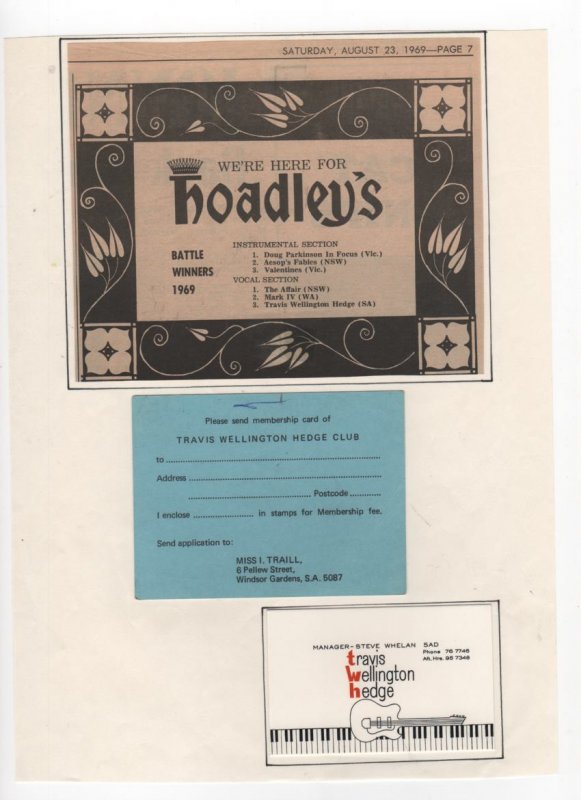 SATURDAY, AUGUST 23, 1969—PAGE 7
WE'RE HERE FOR
hoadley's
BATTLE
WINNERS
1969
INSTRUMENTAL SECTION
1. Doug Parkinson In Focus (Vic.)
2. Aesop's Fables (NSW)
3. Valentines (Vic.)
VOCAL SECTION
1. The Affair (NSW)
2. Mark IV (WA)
3. Travis Wellington Hedge (SA)
Please send membership card of
TRAVIS WELLINGTON HEDGE CLUB
to
Address
Postcode
I enclose in stamps for Membership fee.
Send application to:
MISS I. TRAILL,
6 Pellew Street,
Windsor Gardens, S.A. 5087
MANAGER-STEVE WHELAN 5AD
Phone 76 7746
Aft. Hrs. 95 7348
travis
wellington
hedge